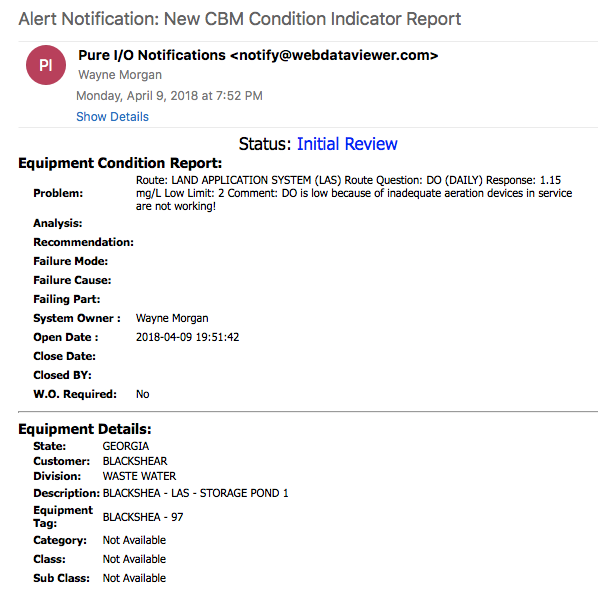 Alert Notification: New CBM Condition Indicator Report
PI
Pure I/O Notifications <notify@webdataviewer.com>
Wayne Morgan
Monday, April 9, 2018 at 7:52 PM
Show Details
Status: Initial Review
Equipment Condition Report:
Problem: Route: LAND APPLICATION SYSTEM (LAS) Route Question: DO (DAILY) Response: 1.15
mg/L Low Limit: 2 Comment: DO is low because of inadequate aeration devices in service
are not working!
Analysis:
Recommendation:
Failure Mode:
Failure Cause:
Failing Part:
System Owner : Wayne Morgan
Open Date : 2018-04-09 19:51:42
Close Date:
Closed BY:
W.O. Required: No
Equipment Details:
State: GEORGIA
Customer: BLACKSHEAR
Division: WASTE WATER
Description: BLACKSHEA - LAS - STORAGE POND 1
Equipment
Tag: BLACKSHEA - 97
Category: Not Available
Class: Not Available
Sub Class: Not Available